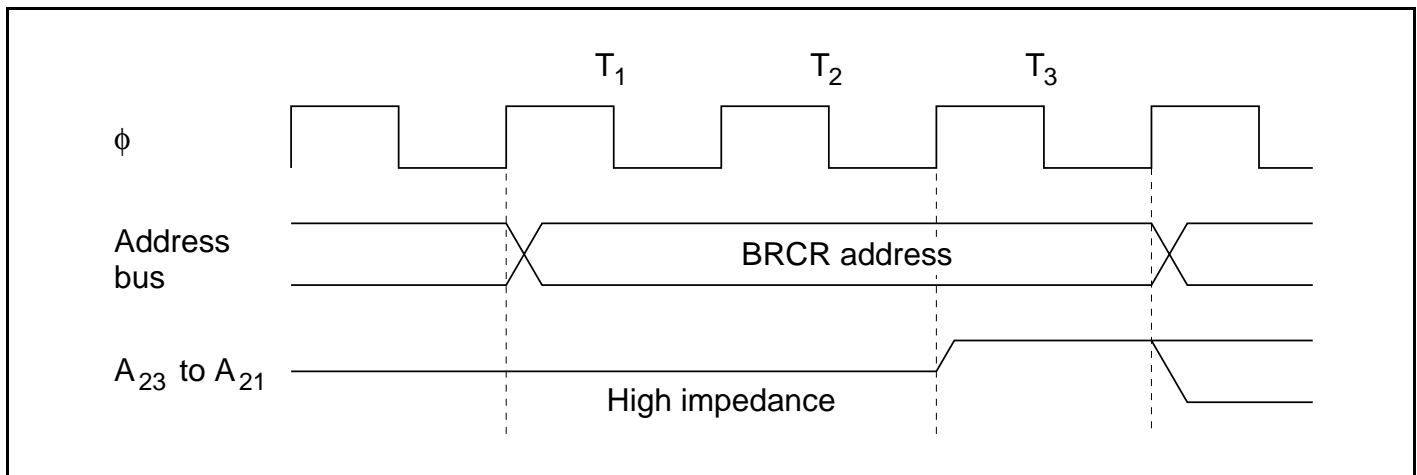 T1 T2 T3
ϕ
Address
bus
BRCR address
A23 to A21
High impedance